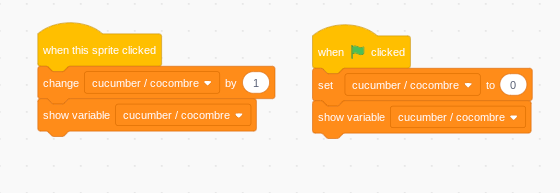 when this sprite clicked
change cucumber / cocombre by 1
show variable cucumber / cocombre
when clicked
set cucumber / cocombre to 0
show variable cucumber / cocombre